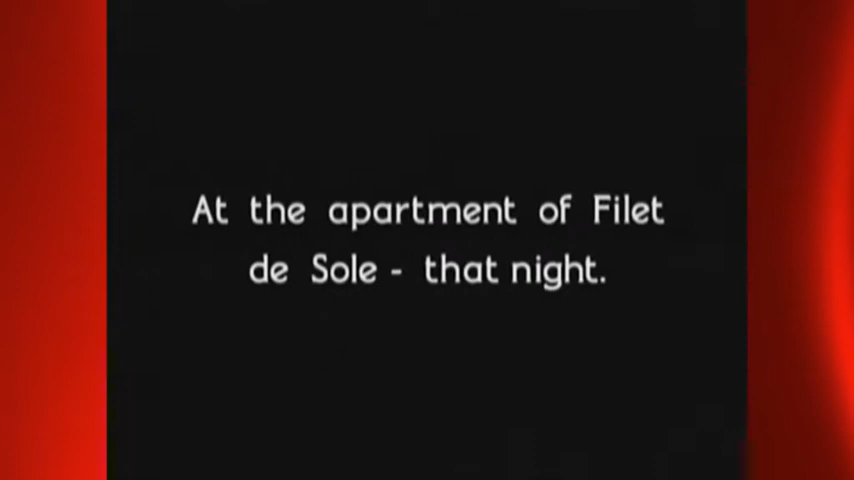 At the apartment of Filet
de Sole - that night.